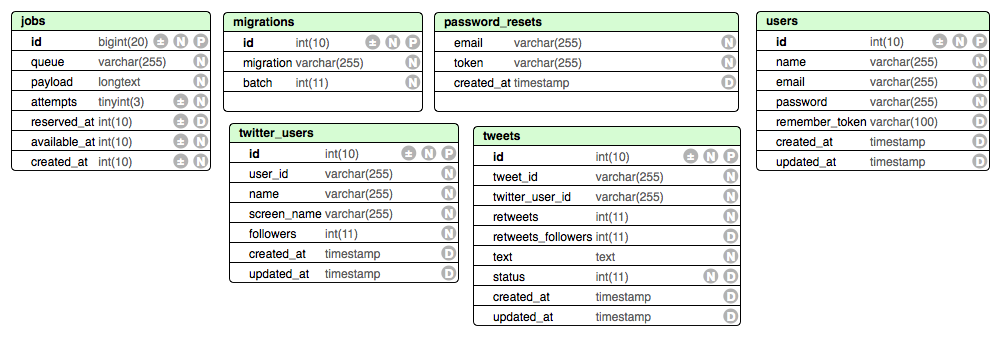 jobs
id bigint(20) ± N P
queue varchar(255) N
payload longtext N
attempts tinyint(3) ± N
reserved_at int(10) ± D
available_at int(10) ± N
created_at int(10) ± N
migrations
id int(10) ± N P
migration varchar(255) N
batch int(11) N
password_resets
email varchar(255) N
token varchar(255) N
created_at timestamp D
users
id int(10) ± N P
name varchar(255) N
email varchar(255) N
password varchar(255) N
remember_token varchar(100) D
created_at timestamp D
updated_at timestamp D
twitter_users
id int(10) ± N P
user_id varchar(255) N
name varchar(255) N
screen_name varchar(255) N
followers int(11) N
created_at timestamp D
updated_at timestamp D
tweets
id int(10) ± N P
tweet_id varchar(255) N
twitter_user_id varchar(255) N
retweets int(11) N
retweets_followers int(11) D
text text N
status int(11) N D
created_at timestamp D
updated_at timestamp D